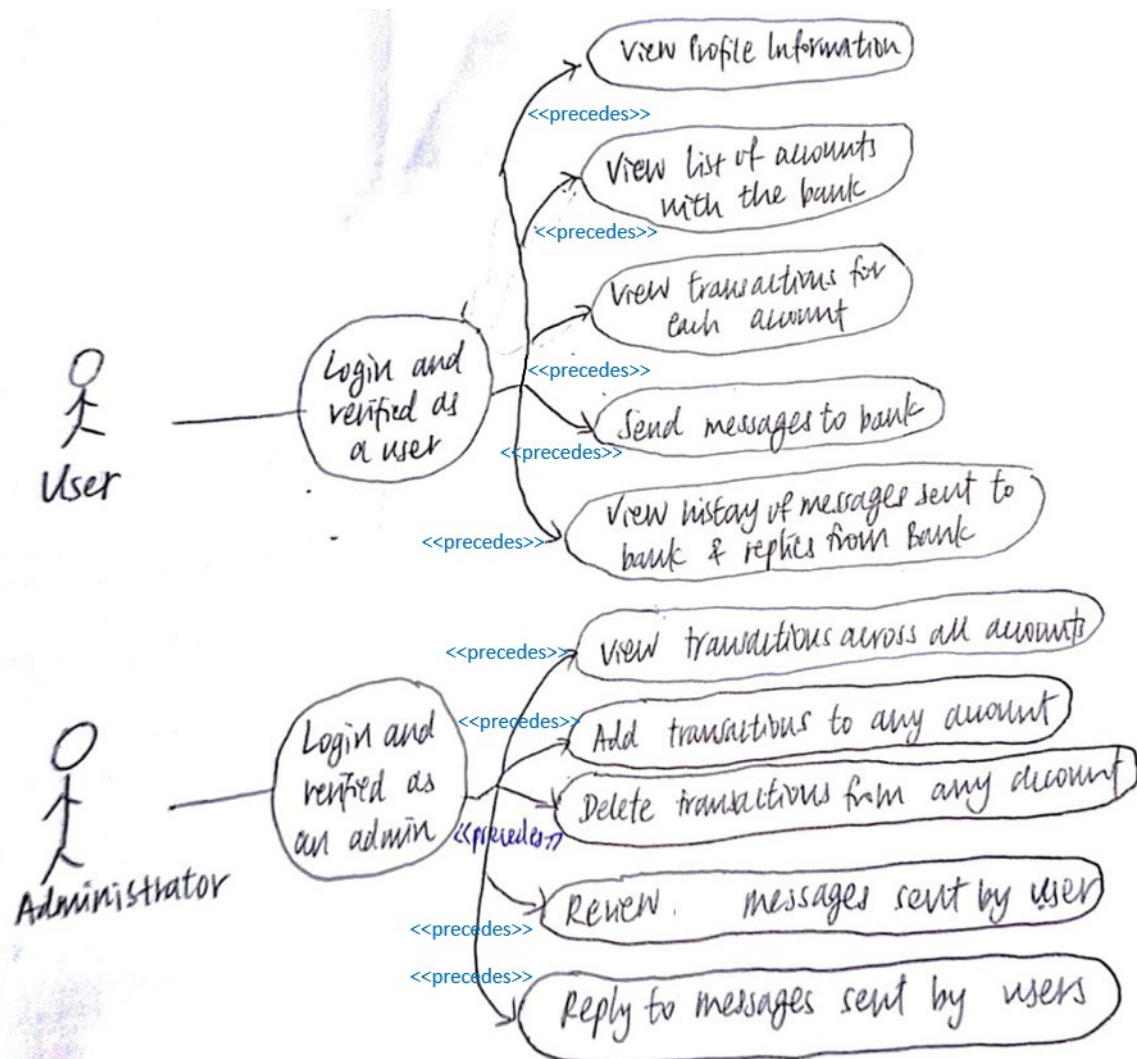 View Profile Information
<<precedes>>
View list of accounts
with the bank
<<precedes>>
View transactions for
each account
<<precedes>>
Login and
verified as
a user
User
Send messages to bank
<<precedes>>
View history of messages sent to
bank & replies from Bank
<<precedes>>
View transactions across all accounts
<<precedes>>
Add transactions to any account
<<precedes>>
Login and
verified as
an admin
Administrator
Delete transactions from any account
<<precedes>>
Review. messages sent by user
<<precedes>>
Reply to messages sent by users
<<precedes>>